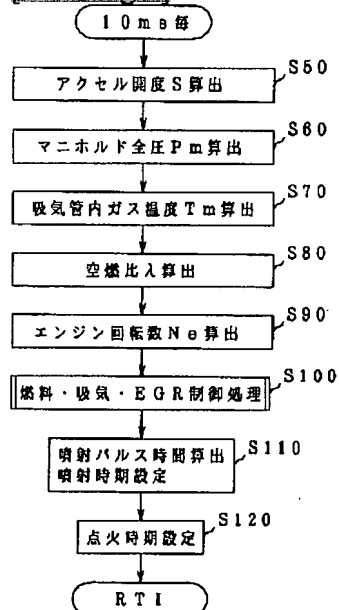 10ms毎
S50
アクセル開度S算出
S60
マニホルド全圧Pm算出
S70
吸気管内ガス温度Tm算出
S80
空燃比λ算出
S90
エンジン回転数Ne算出
S100
燃料・吸気・EGR制御処理
S110
噴射パルス時間算出
噴射時期設定
S120
点火時期設定
RTI